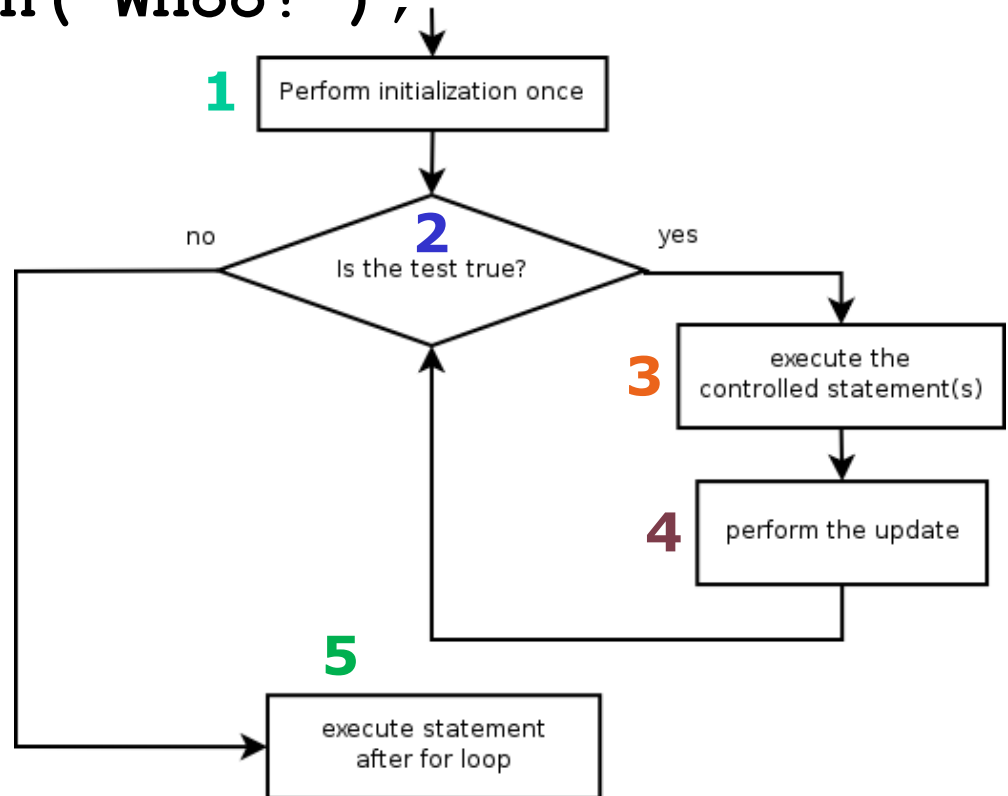 1
Perform initialization once
2
no
yes
Is the test true?
3
execute the
controlled statement(s)
4
perform the update
5
execute statement
after for loop